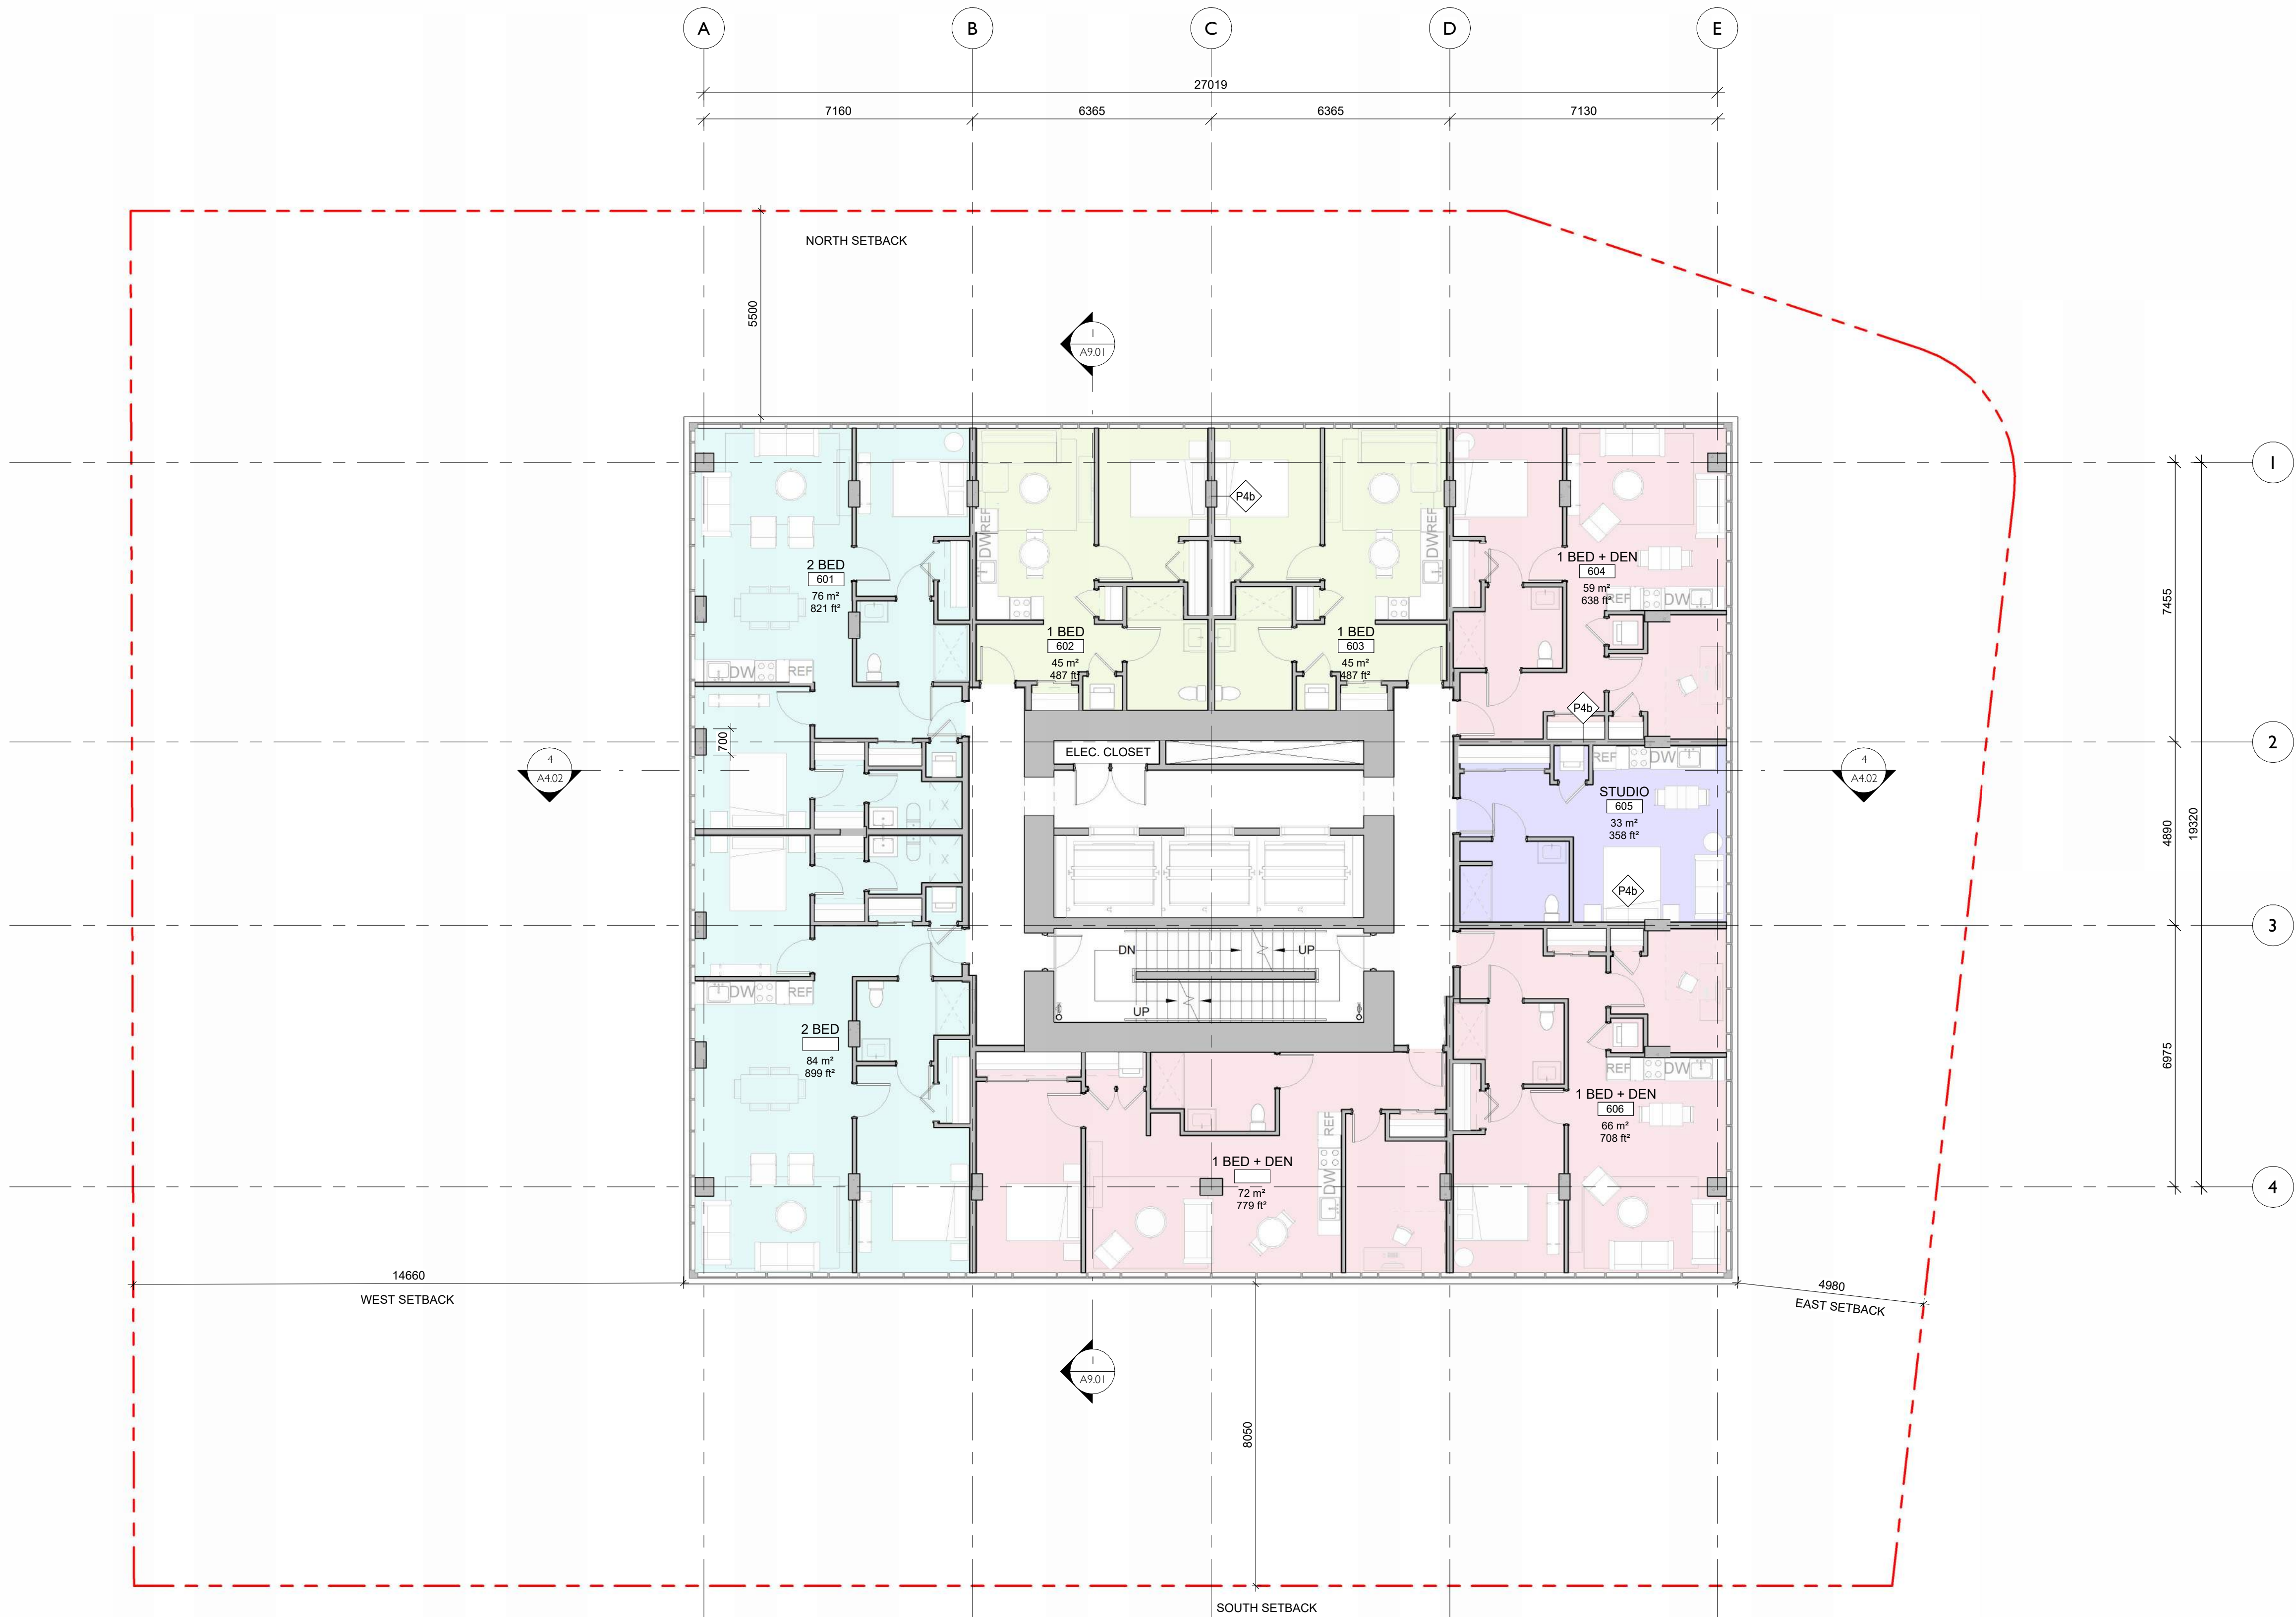 A
B
C
D
E
27019
7160
6365
6365
7130
NORTH SETBACK
5500
1
A9.01
1
P4b
DW
REF
DW
REF
2 BED
601
76 m²
821 ft²
1 BED + DEN
604
59 m²
638 ft²
REF
DW
7455
1 BED
602
45 m²
487 ft²
1 BED
603
45 m²
487 ft²
DW
REF
P4b
700
ELEC. CLOSET
2
4
A4.02
REF
DW
4
A4.02
STUDIO
605
33 m²
358 ft²
4890
19320
P4b
3
DN
UP
UP
DW
REF
2 BED
84 m²
899 ft²
6975
REF
DW
1 BED + DEN
606
66 m²
708 ft²
REF
DW
1 BED + DEN
72 m²
779 ft²
4
14660
WEST SETBACK
4980
EAST SETBACK
1
A9.01
8050
SOUTH SETBACK